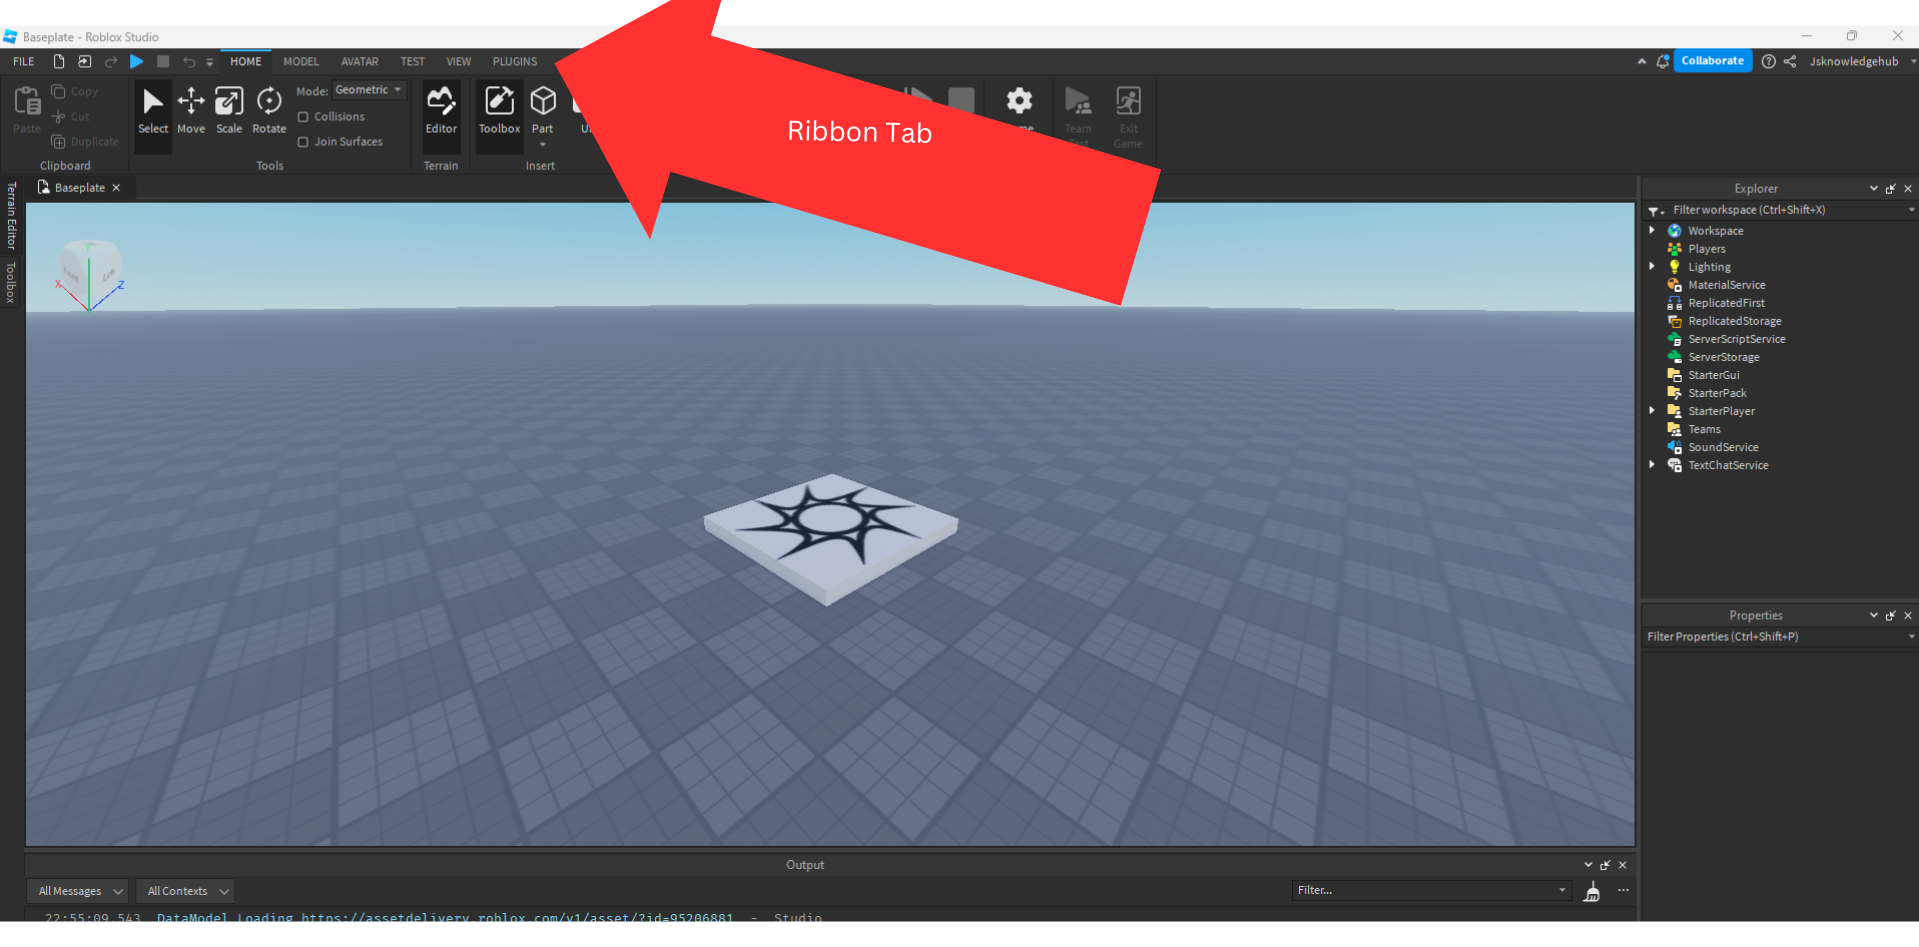 Baseplate - Roblox Studio
FILE HOME MODEL AVATAR TEST VIEW PLUGINS
Collaborate Jsknowledgehub
Paste
Copy
Cut
Duplicate
Clipboard
Select Move Scale Rotate
Mode: Geometric
Collisions
Join Surfaces
Tools
Editor
Terrain
Toolbox Part
Insert
Team
Exit
Game
Ribbon Tab
Baseplate
Terrain Editor
Toolbox
Left
Y
X
Z
Explorer
Filter workspace (Ctrl+Shift+X)
Workspace
Players
Lighting
MaterialService
ReplicatedFirst
ReplicatedStorage
ServerScriptService
ServerStorage
StarterGui
StarterPack
StarterPlayer
Teams
SoundService
TextChatService
Properties
Filter Properties (Ctrl+Shift+P)
Output
All Messages All Contexts Filter...
22:55:09.543 DataModel Loading https://assetdelivery.roblox.com/v1/asset/?id=95206881 - Studio